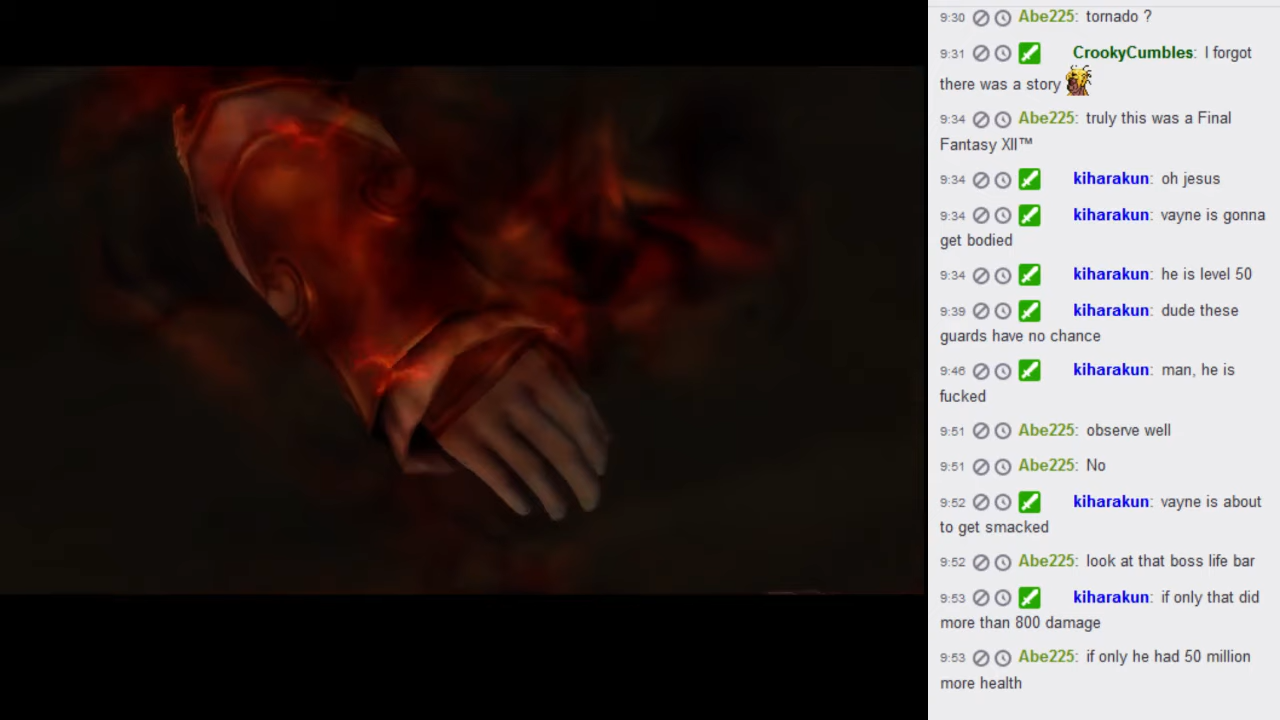 9:30 Abe225: tornado ?
9:31 CrookyCumbles: I forgot
there was a story
9:34 Abe225: truly this was a Final
Fantasy XII™
9:34 kiharakun: oh jesus
9:34 kiharakun: vayne is gonna
get bodied
9:34 kiharakun: he is level 50
9:39 kiharakun: dude these
guards have no chance
9:46 kiharakun: man, he is
fucked
9:51 Abe225: observe well
9:51 Abe225: No
9:52 kiharakun: vayne is about
to get smacked
9:52 Abe225: look at that boss life bar
9:53 kiharakun: if only that did
more than 800 damage
9:53 Abe225: if only he had 50 million
more health